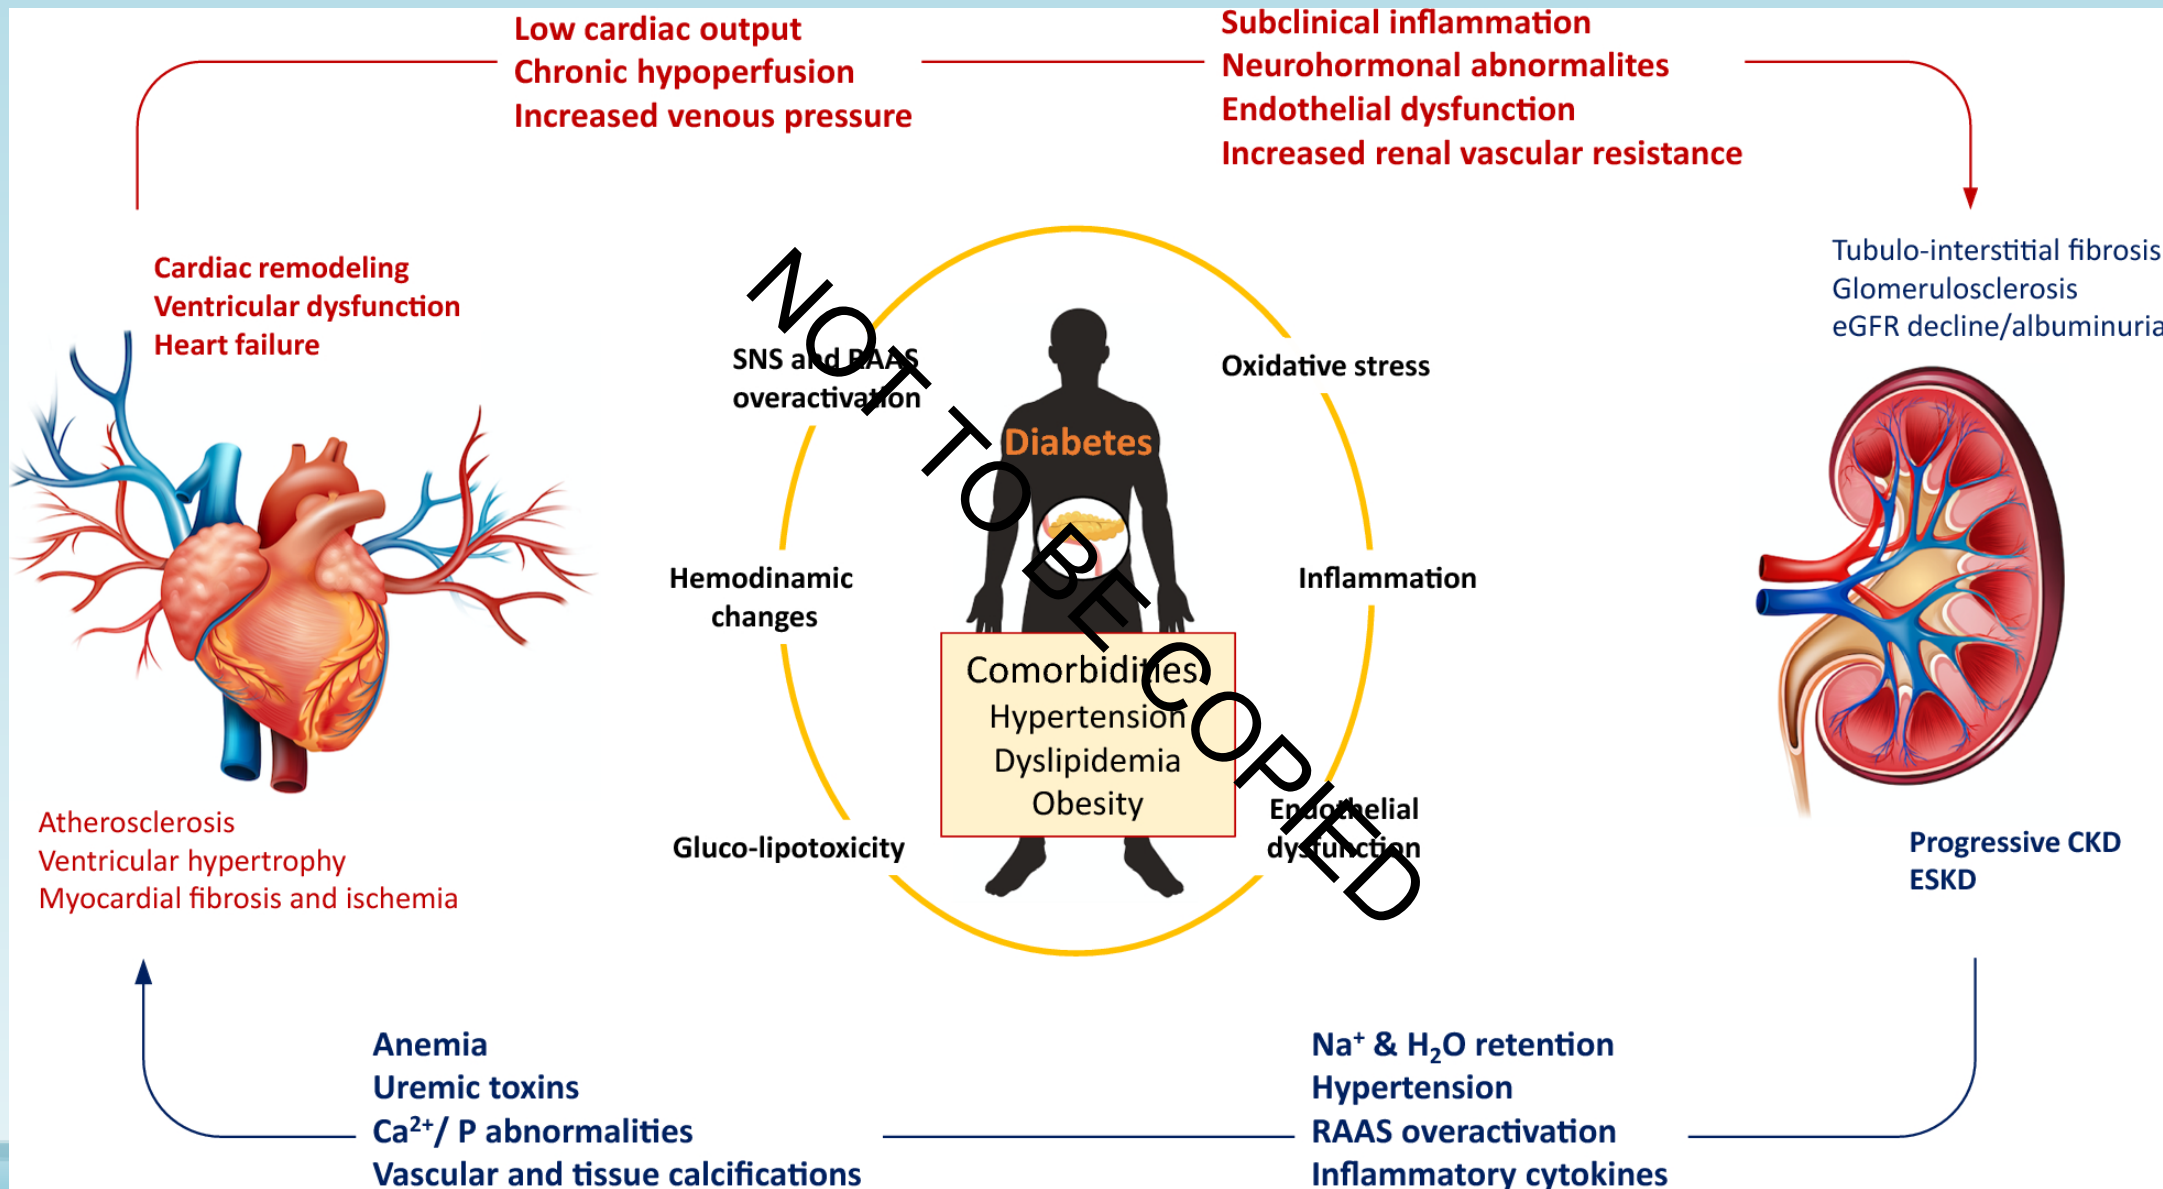 Low cardiac output
Chronic hypoperfusion
Increased venous pressure
Subclinical inflammation
Neurohormonal abnormalites
Endothelial dysfunction
Increased renal vascular resistance
Cardiac remodeling
Ventricular dysfunction
Heart failure
Tubulo-interstitial fibrosis
Glomerulosclerosis
eGFR decline/albuminuria
SNS and RAAS
overactivation
Oxidative stress
Diabetes
Hemodinamic
changes
Inflammation
Comorbidities
Hypertension
Dyslipidemia
Obesity
Gluco-lipotoxicity
Endothelial
dysfunction
NOT TO BE COPIED
Atherosclerosis
Ventricular hypertrophy
Myocardial fibrosis and ischemia
Progressive CKD
ESKD
Anemia
Uremic toxins
Ca²⁺/ P abnormalities
Vascular and tissue calcifications
Na⁺ & H₂O retention
Hypertension
RAAS overactivation
Inflammatory cytokines